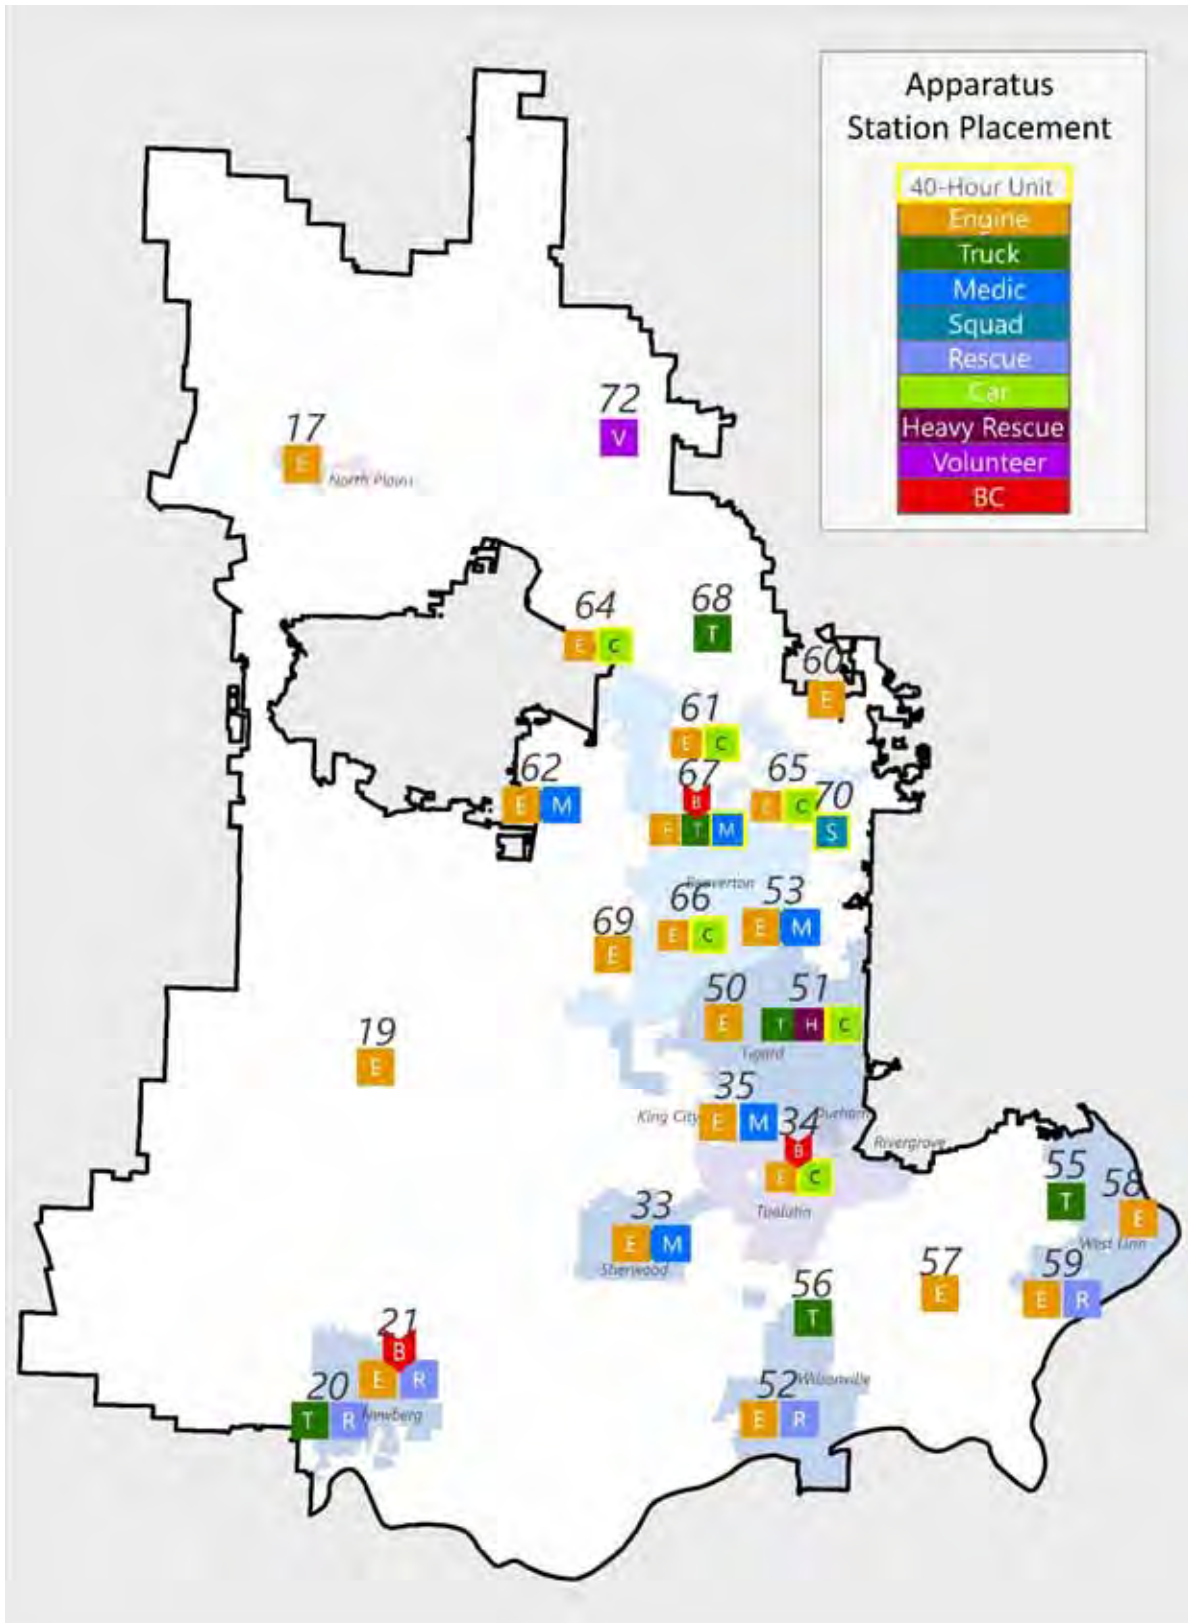 Apparatus
Station Placement
40-Hour Unit
Engine
Truck
Medic
Squad
Rescue
Car
Heavy Rescue
Volunteer
BC
17
E
North Plains
72
V
64
E C
68
T
60
E
61
E C
62
E M
67
B
E T M
65
E C
70
S
Beaverton
66
E C
53
E M
69
E
50
E
51
T H C
Tigard
19
E
35
King City E M
Durham
34
B
E C
Rivergrove
Tualatin
55
T
58
E
West Linn
33
E M
Sherwood
57
E
59
E R
56
T
Wilsonville
52
E R
21
B
E R
20
T R
Newberg